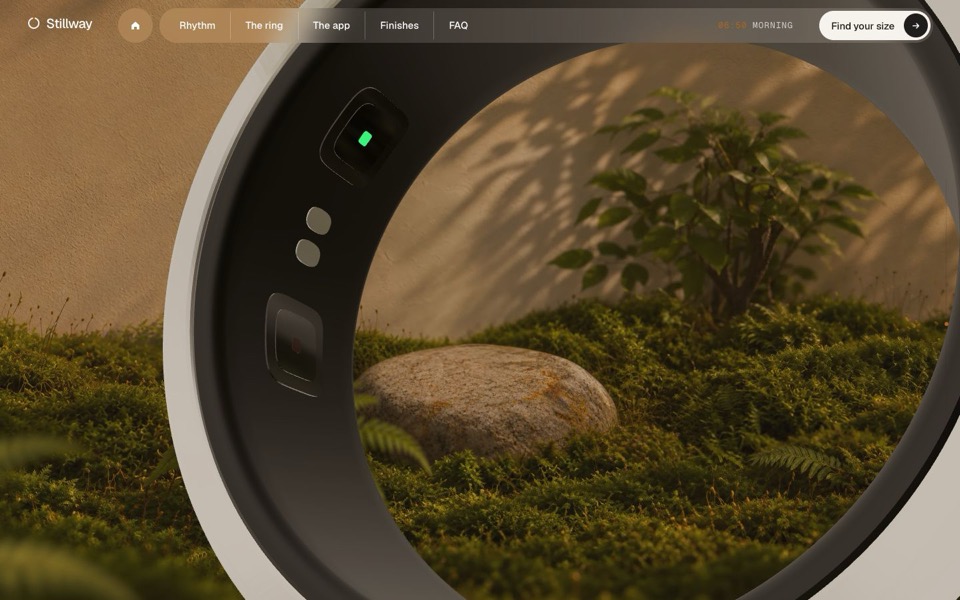 Stillway
Rhythm
The ring
The app
Finishes
FAQ
MORNING
Find your size